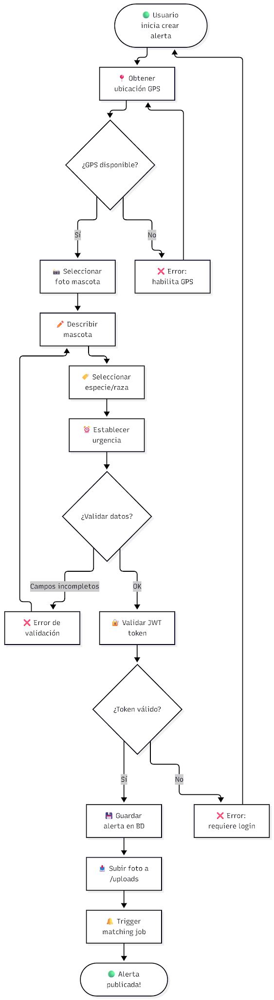 Usuario
inicia crear
alerta
Obtener
ubicación GPS
¿GPS disponible?
Sí
No
Seleccionar
foto mascota
Error:
habilita GPS
Describir
mascota
Seleccionar
especie/raza
Establecer
urgencia
¿Validar datos?
Campos incompletos
OK
Error de
validación
Validar JWT
token
¿Token válido?
Sí
No
Guardar
alerta en BD
Error:
requiere login
Subir foto a
/uploads
Trigger
matching job
Alerta
publicada!